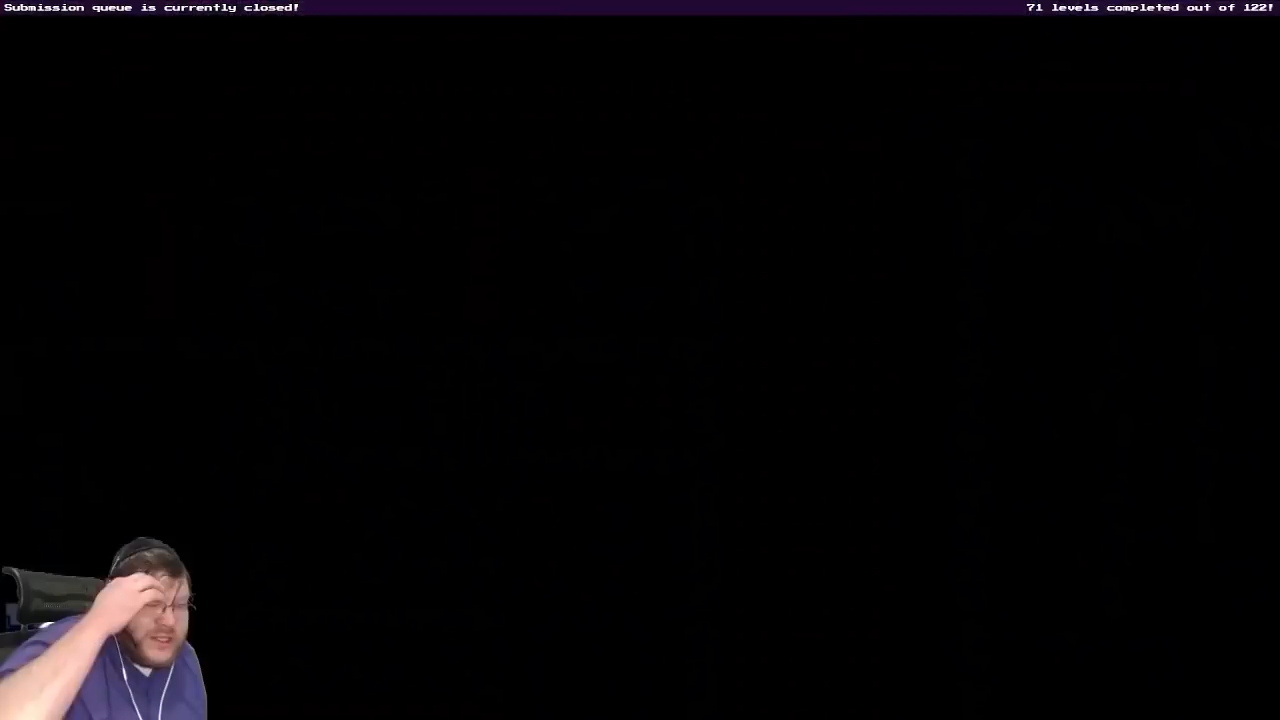 Submission queue is currently closed!
71 levels completed out of 122!